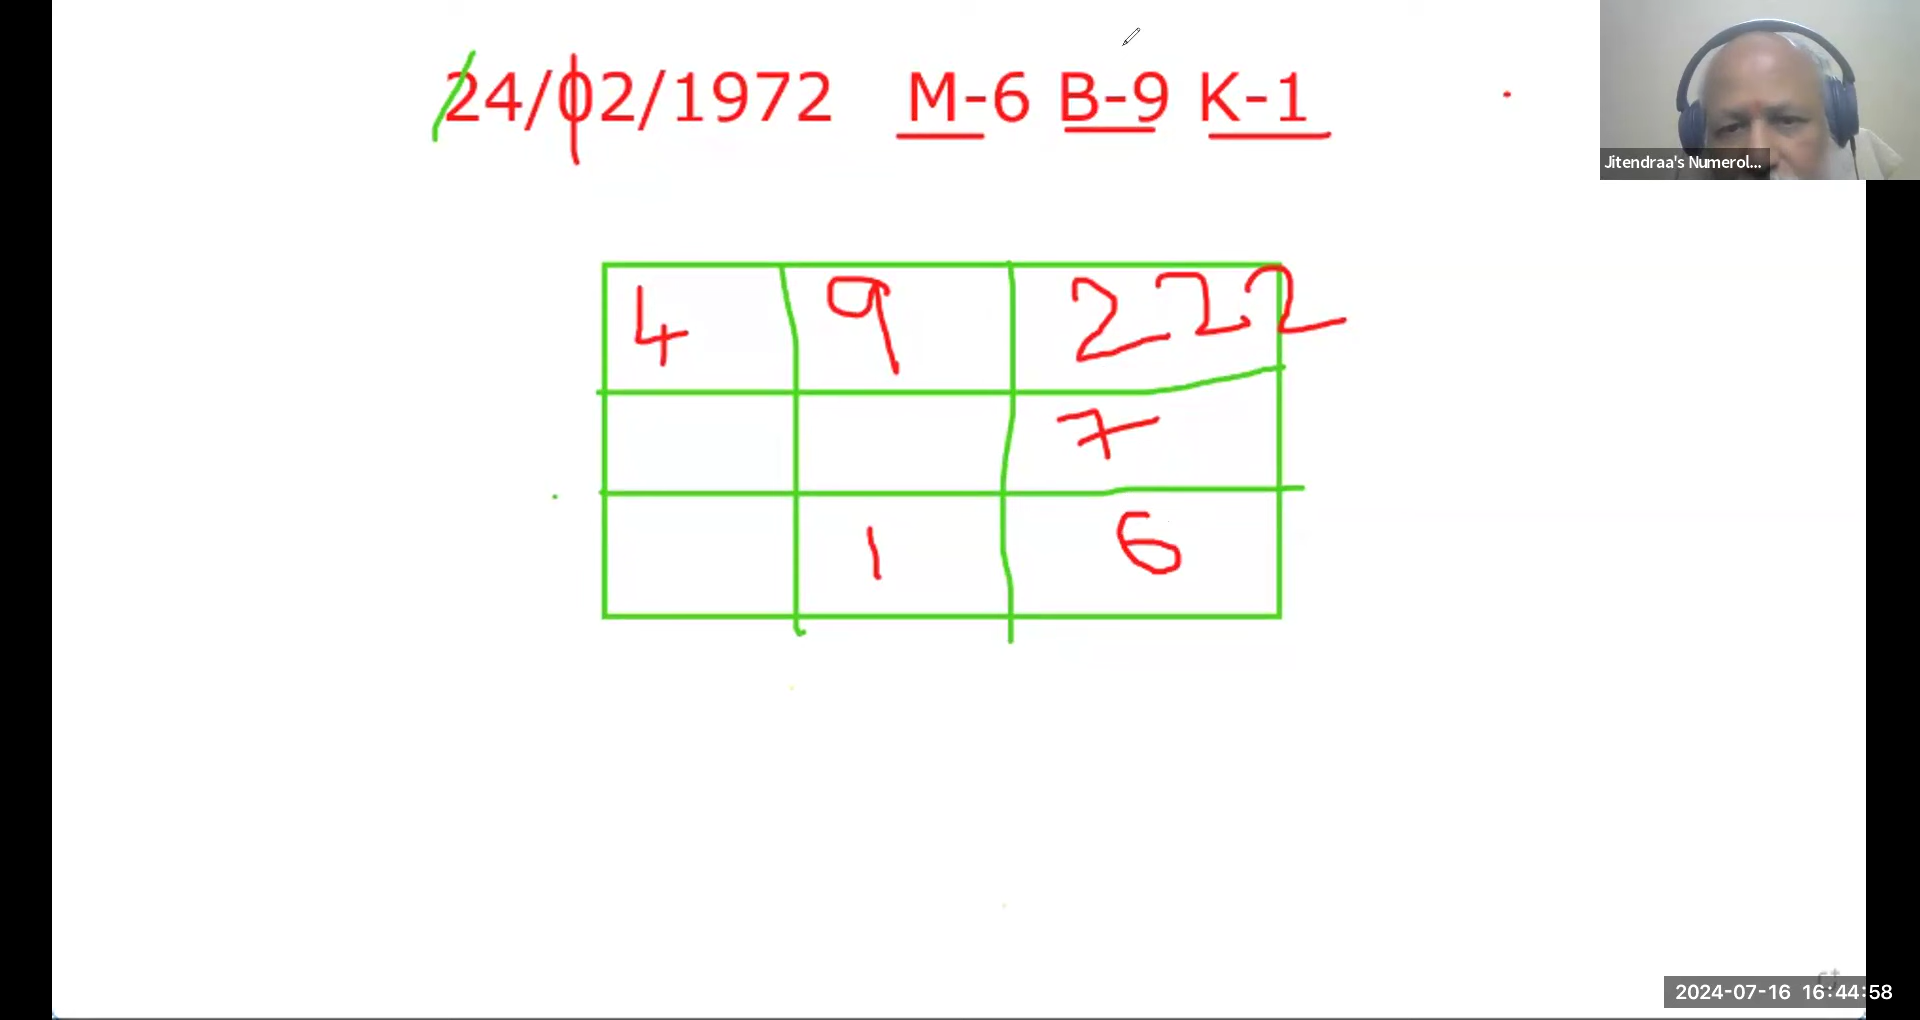 24/02/1972 M-6 B-9 K-1
Jitendraa's Numerol...
4 9 222
7
1 6
2024-07-16 16:44:58